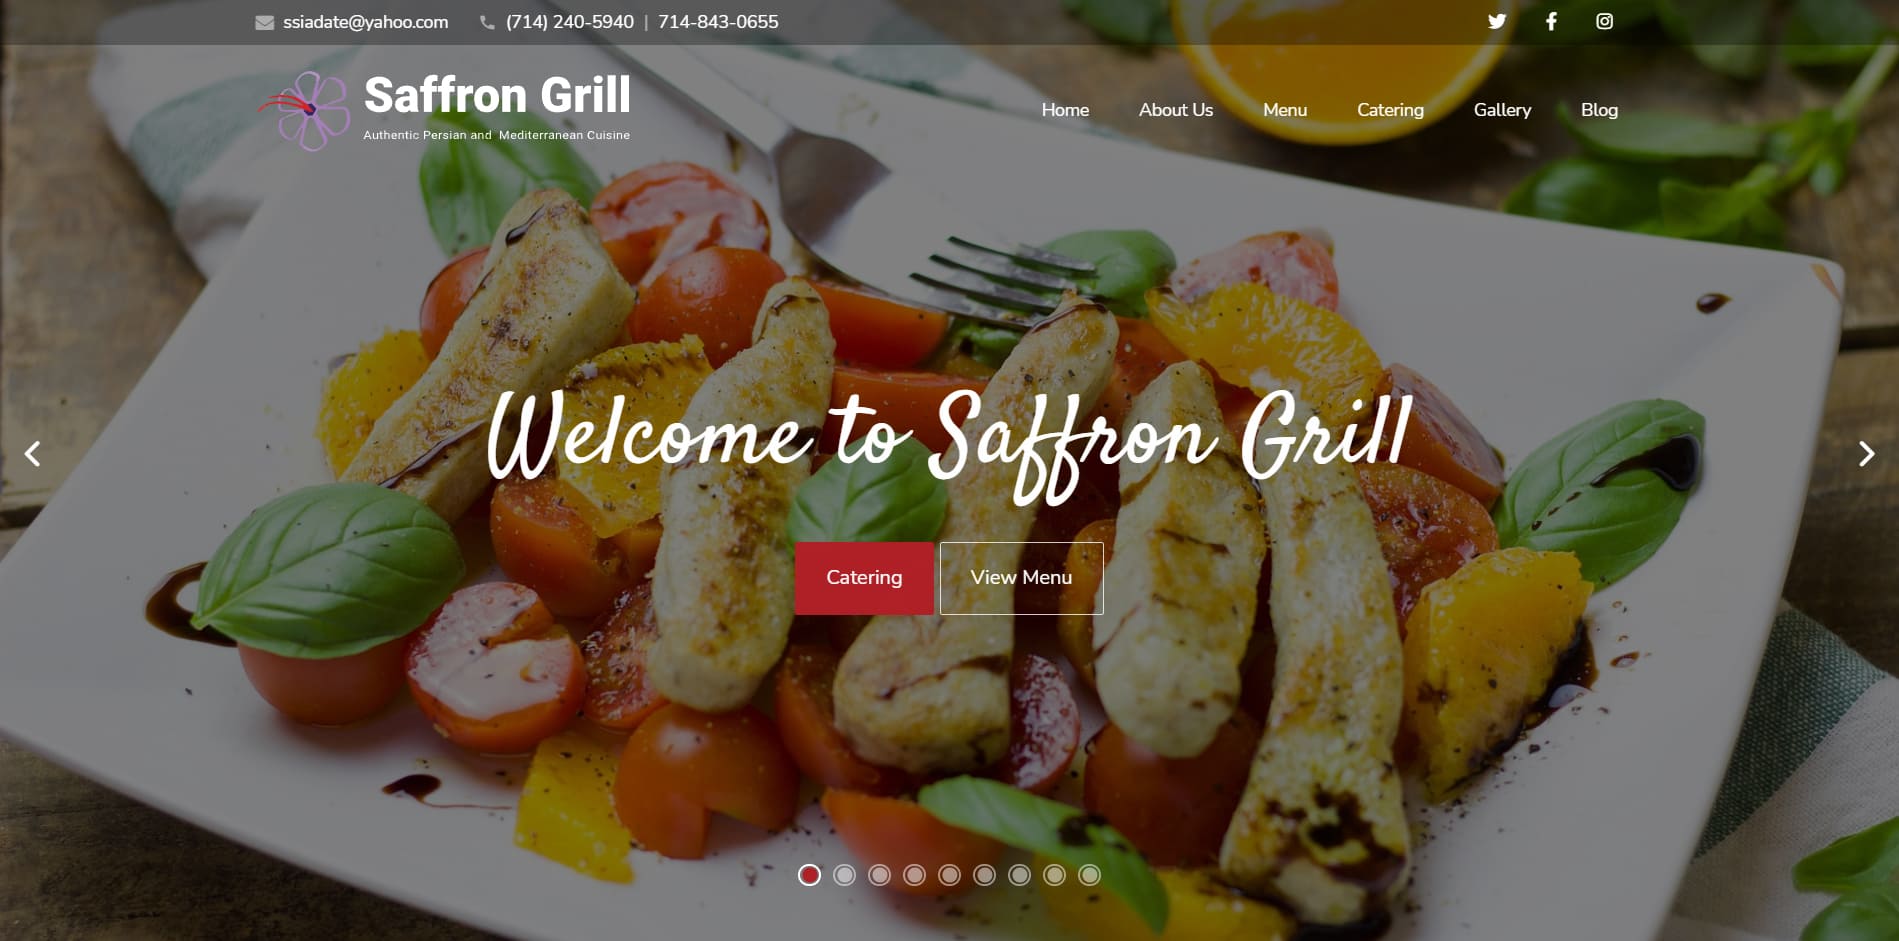 ssiadate@yahoo.com (714) 240-5940 | 714-843-0655
Saffron Grill
Authentic Persian and Mediterranean Cuisine
Home About Us Menu Catering Gallery Blog
Welcome to Saffron Grill
Catering View Menu